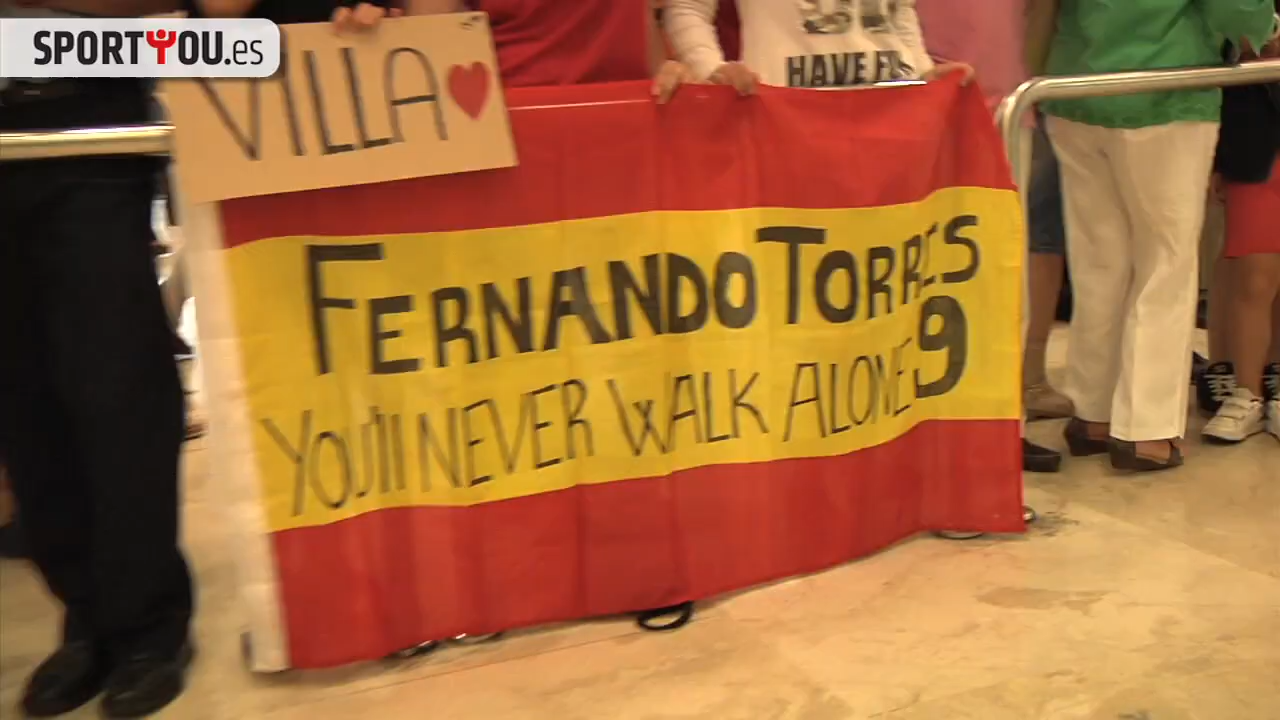 SPORTYOU.es
VILLA
HAVE
FERNANDO TORRES
9
YOU'll NEVER WALK ALONE